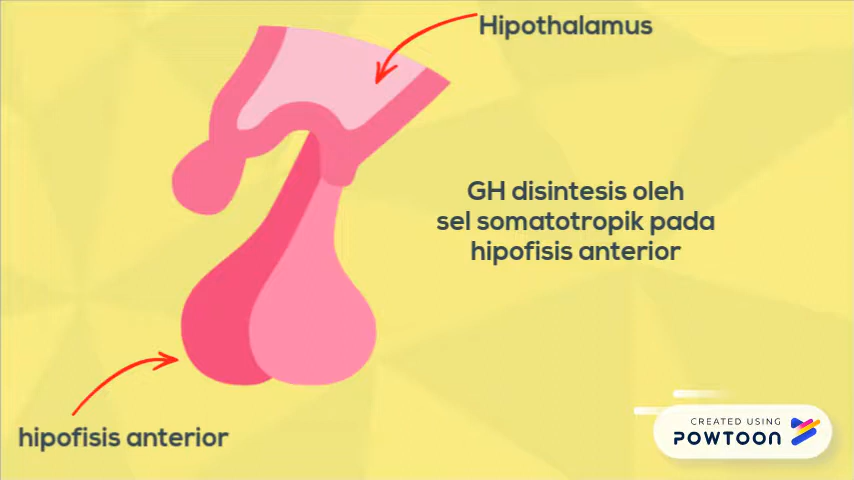 Hipothalamus
GH disintesis oleh
sel somatotropik pada
hipofisis anterior
hipofisis anterior
CREATED USING
POWTOON